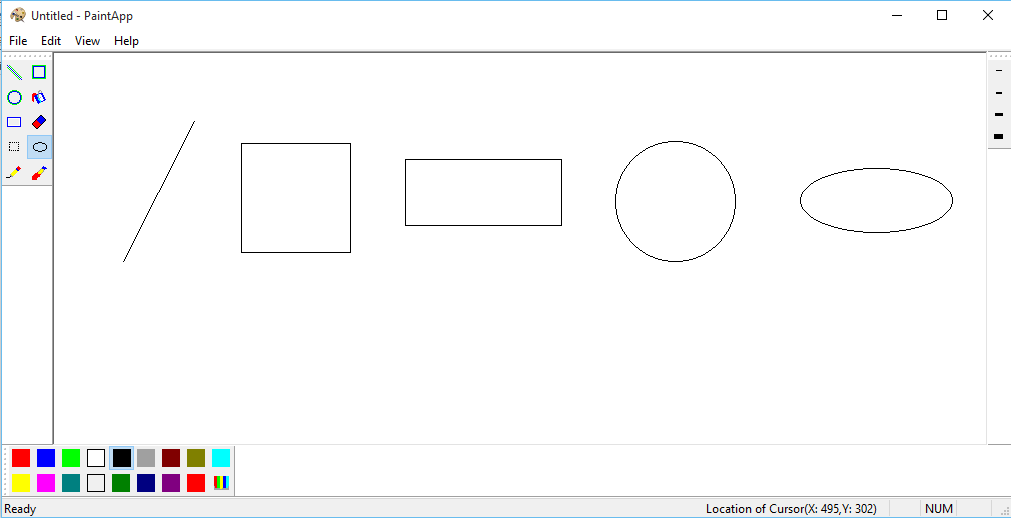 Untitled - PaintApp
File Edit View Help
Ready Location of Cursor(X: 495,Y: 302) NUM